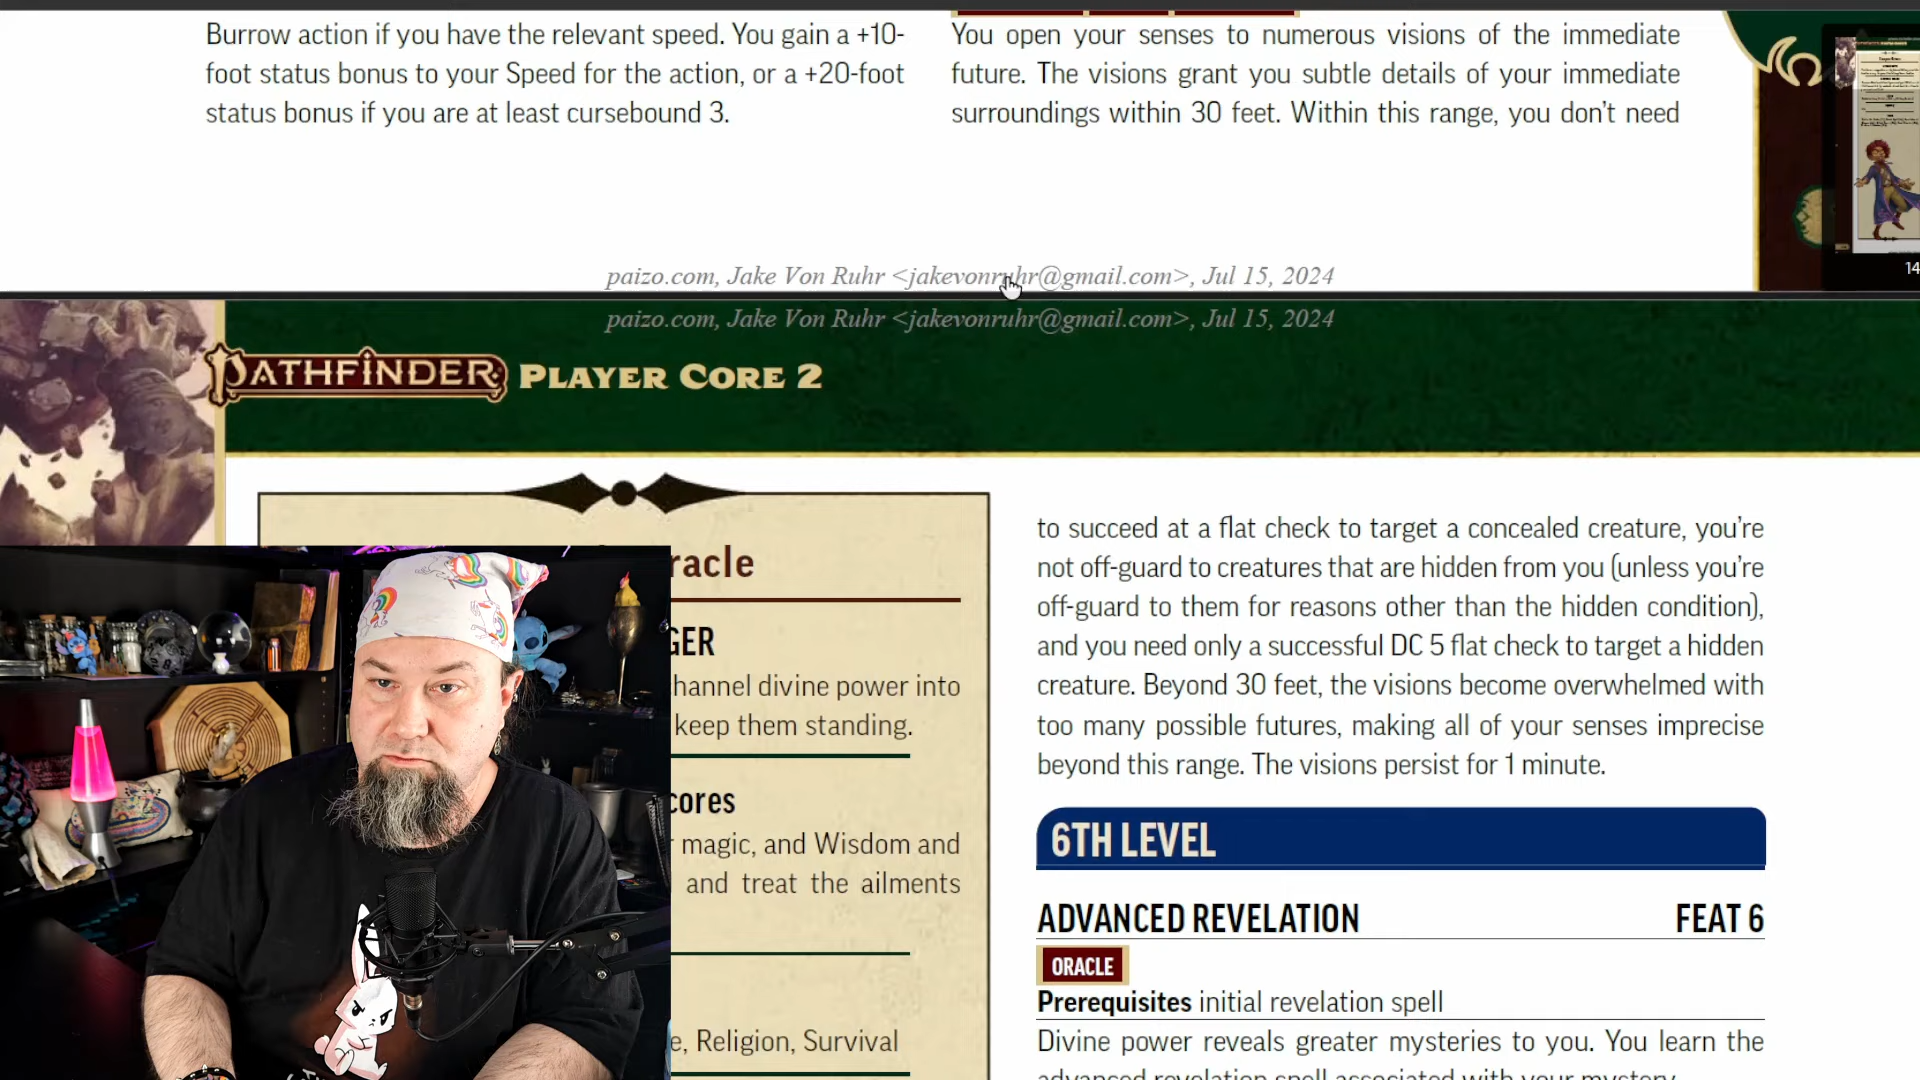 Burrow action if you have the relevant speed. You gain a +10-
foot status bonus to your Speed for the action, or a +20-foot
status bonus if you are at least cursebound 3.
You open your senses to numerous visions of the immediate
future. The visions grant you subtle details of your immediate
surroundings within 30 feet. Within this range, you don't need
14
paizo.com, Jake Von Ruhr <jakevonruhr@gmail.com>, Jul 15, 2024
paizo.com, Jake Von Ruhr <jakevonruhr@gmail.com>, Jul 15, 2024
PATHFINDER PLAYER CORE 2
racle
GER
hannel divine power into
keep them standing.
cores
magic, and Wisdom and
and treat the ailments
e, Religion, Survival
to succeed at a flat check to target a concealed creature, you're
not off-guard to creatures that are hidden from you (unless you're
off-guard to them for reasons other than the hidden condition),
and you need only a successful DC 5 flat check to target a hidden
creature. Beyond 30 feet, the visions become overwhelmed with
too many possible futures, making all of your senses imprecise
beyond this range. The visions persist for 1 minute.
6TH LEVEL
ADVANCED REVELATION FEAT 6
ORACLE
Prerequisites initial revelation spell
Divine power reveals greater mysteries to you. You learn the
advanced revelation spell associated with your mystery.